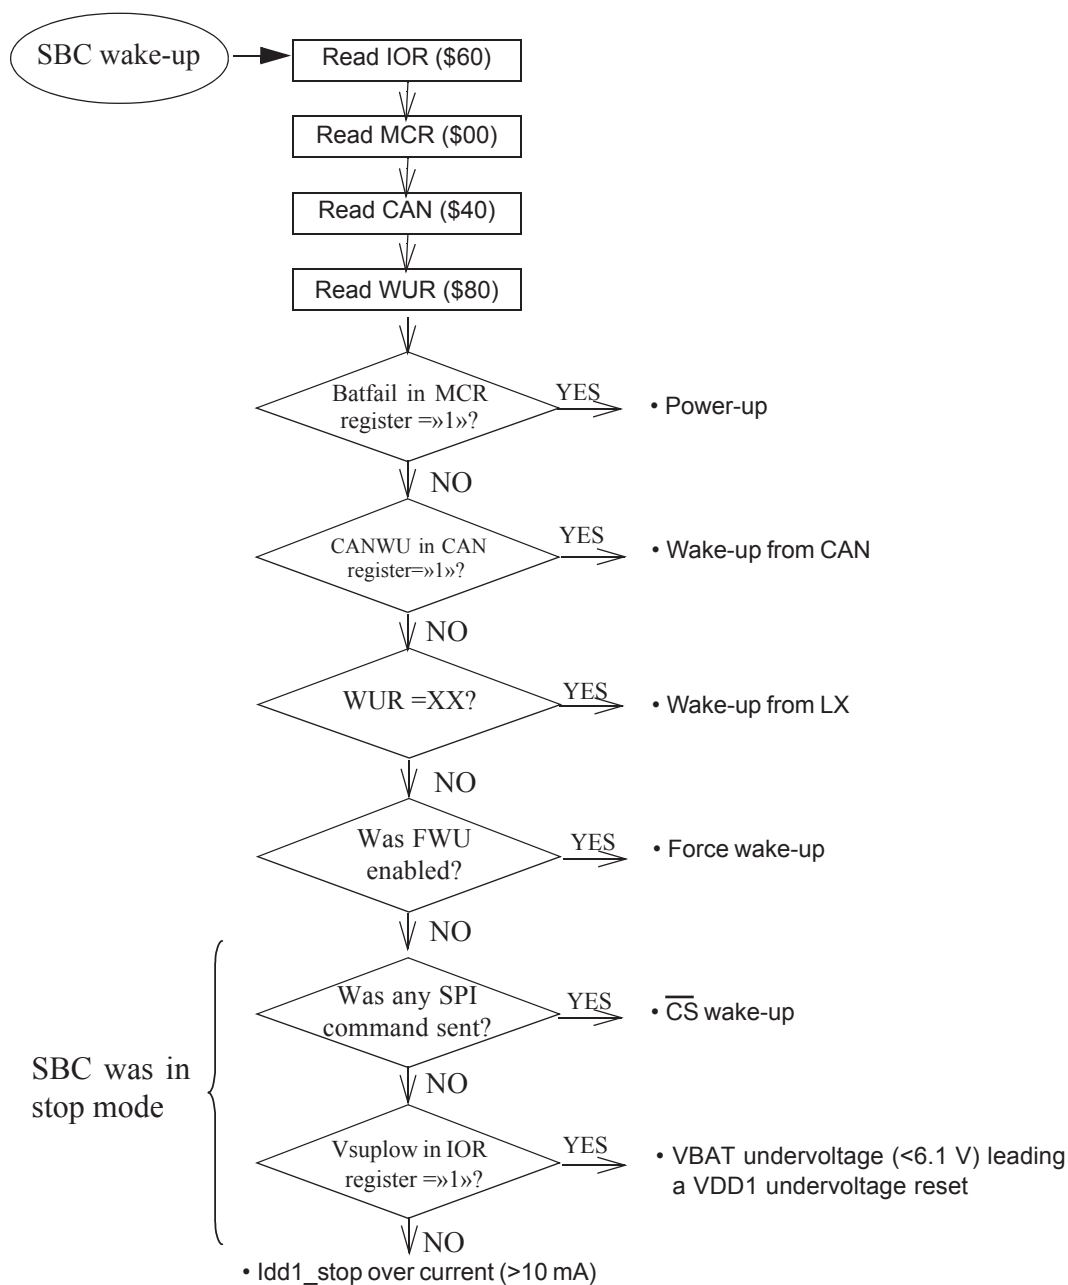 SBC wake-up
Read IOR ($60)
Read MCR ($00)
Read CAN ($40)
Read WUR ($80)
Batfail in MCR
register =»1»?
YES
• Power-up
NO
CANWU in CAN
register=»1»?
YES
• Wake-up from CAN
NO
WUR =XX?
YES
• Wake-up from LX
NO
Was FWU
enabled?
YES
• Force wake-up
NO
SBC was in
stop mode
Was any SPI
command sent?
YES
• C̅S̅ wake-up
NO
Vsuplow in IOR
register =»1»?
YES
• VBAT undervoltage (<6.1 V) leading
a VDD1 undervoltage reset
NO
• Idd1_stop over current (>10 mA)